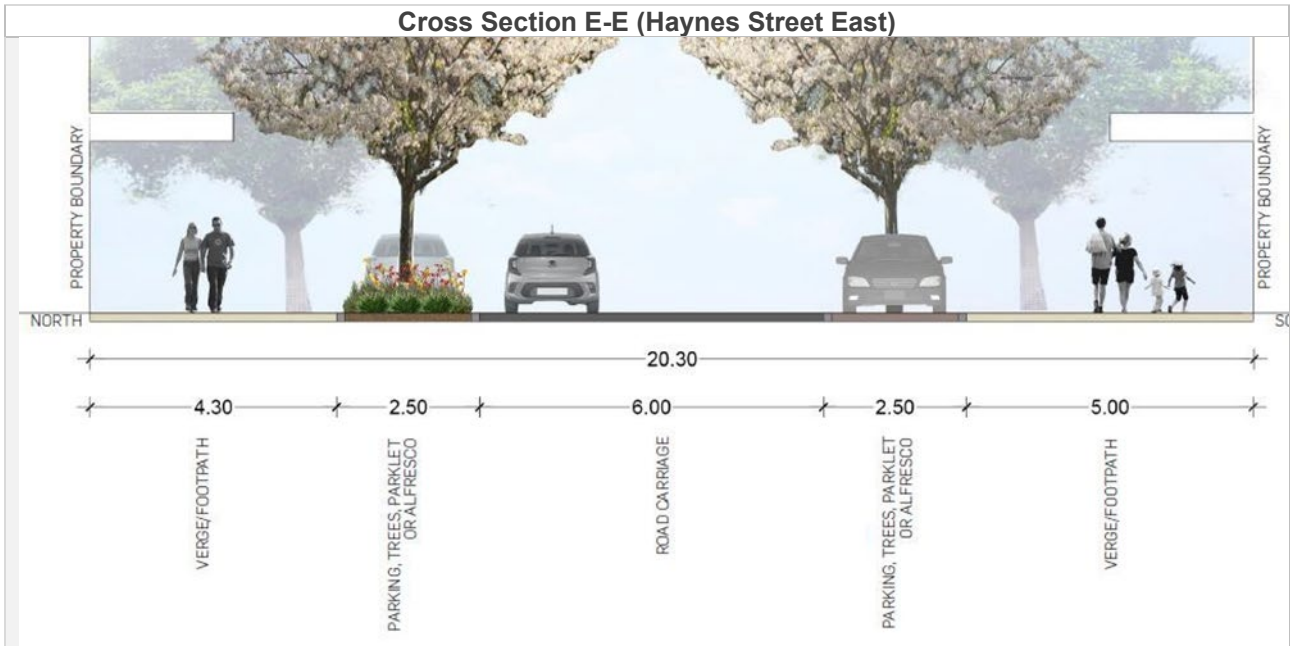 Cross Section E-E (Haynes Street East)
PROPERTY BOUNDARY
PROPERTY BOUNDARY
NORTH
SO
20.30
4.30
2.50
6.00
2.50
5.00
VERGE/FOOTPATH
PARKING, TREES, PARKLET
OR ALFRESCO
ROAD CARRIAGE
PARKING, TREES, PARKLET
OR ALFRESCO
VERGE/FOOTPATH